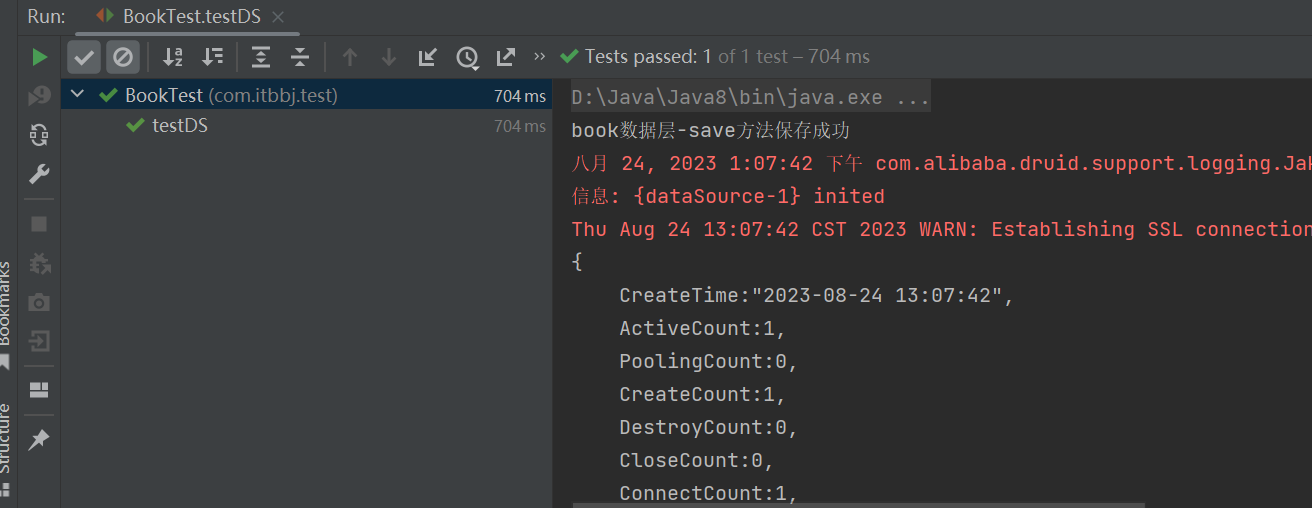 Run: BookTest.testDS
Tests passed: 1 of 1 test – 704 ms
BookTest (com.itbbj.test) 704 ms
testDS 704 ms
D:\Java\Java8\bin\java.exe ...
book数据层-save方法保存成功
八月 24, 2023 1:07:42 下午 com.alibaba.druid.support.logging.Jak
信息: {dataSource-1} inited
Thu Aug 24 13:07:42 CST 2023 WARN: Establishing SSL connection
{
CreateTime:"2023-08-24 13:07:42",
ActiveCount:1,
PoolingCount:0,
CreateCount:1,
DestroyCount:0,
CloseCount:0,
ConnectCount:1,
Bookmarks
Structure